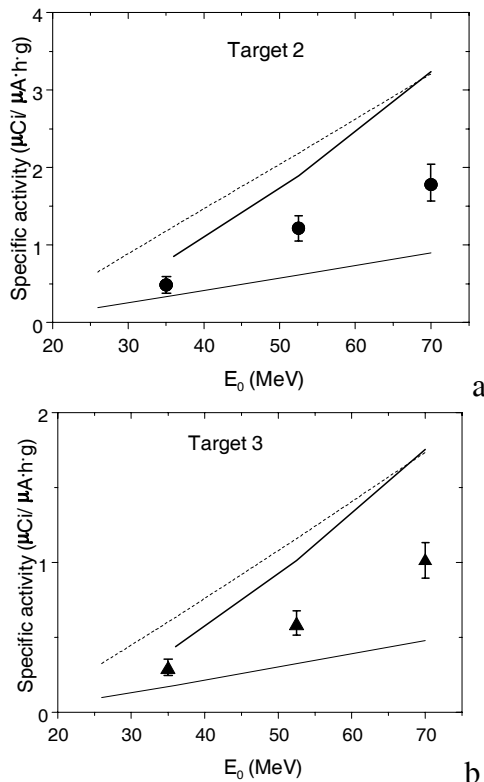 Target 2
Specific activity (μCi/ μA·h·g)
4
3
2
1
0
20 30 40 50 60 70
E₀ (MeV)
a
Target 3
Specific activity (μCi/ μA·h·g)
2
1
0
20 30 40 50 60 70
E₀ (MeV)
b